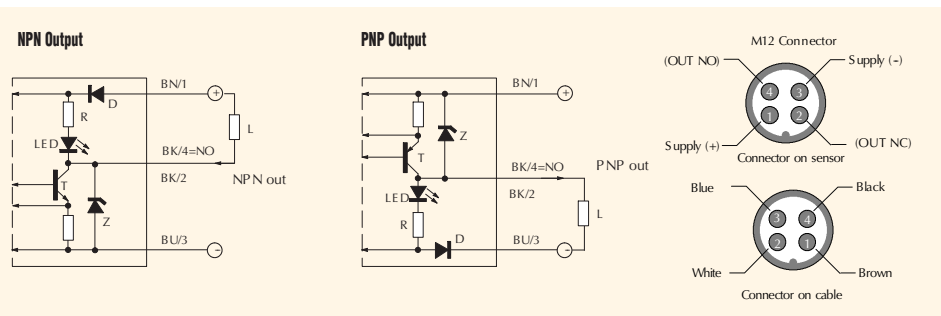 NPN Output
BN/1
+
D
R
L
LED
BK/4=NO
BK/2
NPN out
T
Z
BU/3
-
PNP Output
BN/1
+
Z
T
BK/4=NO
PNP out
LED
BK/2
R
L
D
BU/3
-
M12 Connector
(OUT NO)
Supply (-)
4 3
1 2
Supply (+)
(OUT NC)
Connector on sensor
Blue
Black
3 4
2 1
White
Brown
Connector on cable